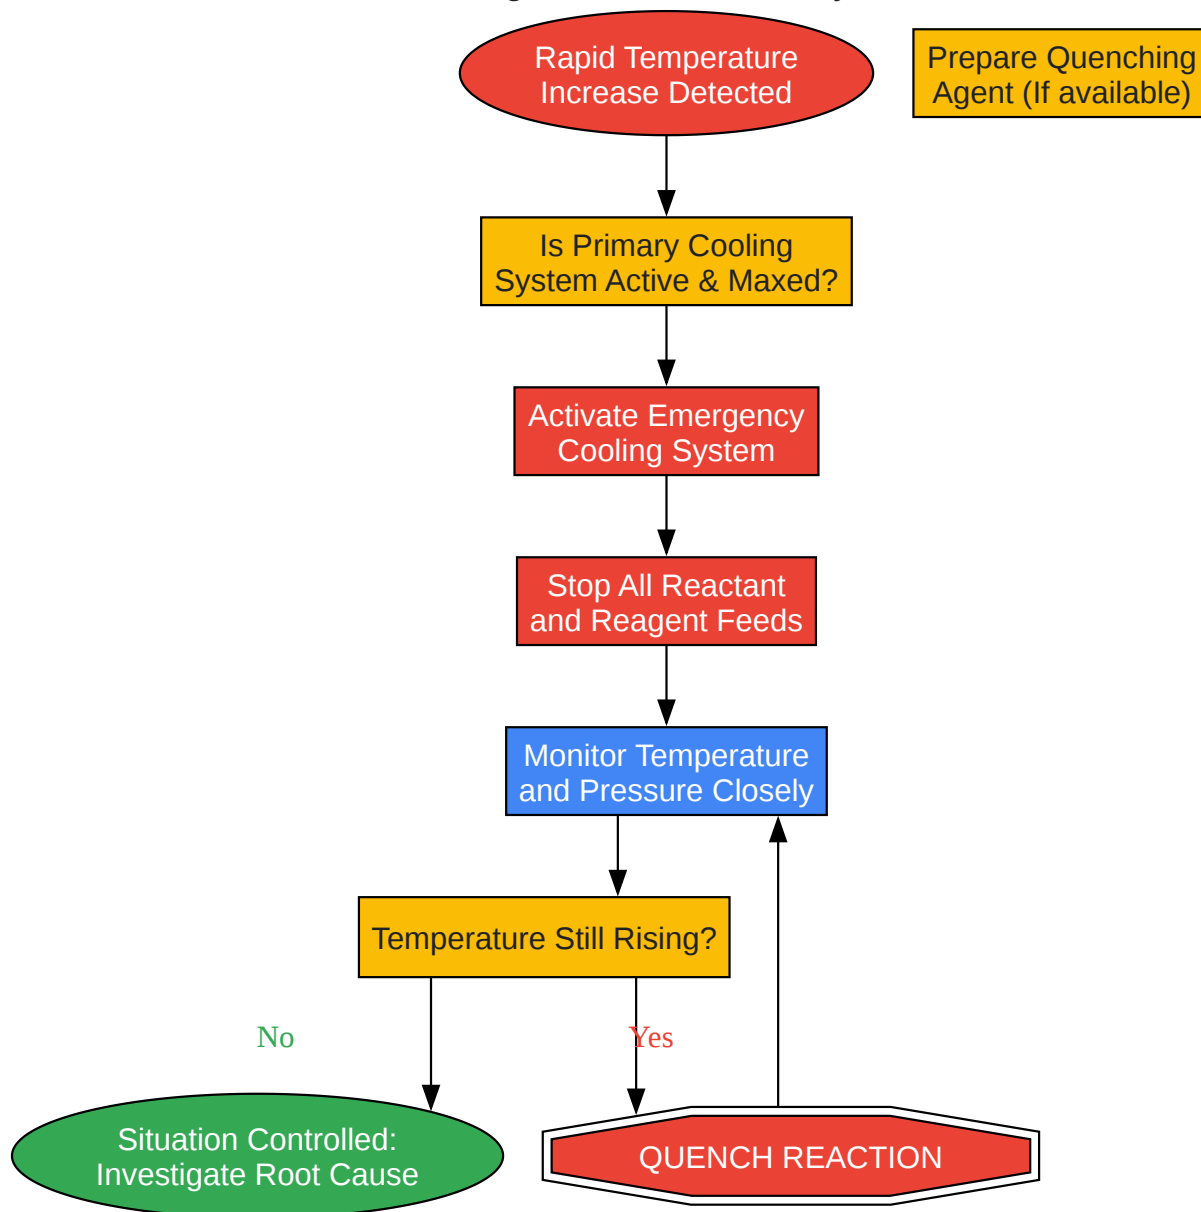 Rapid Temperature
Increase Detected
Prepare Quenching
Agent (If available)
Is Primary Cooling
System Active & Maxed?
Activate Emergency
Cooling System
Stop All Reactant
and Reagent Feeds
Monitor Temperature
and Pressure Closely
Temperature Still Rising?
No
Yes
Situation Controlled:
Investigate Root Cause
QUENCH REACTION